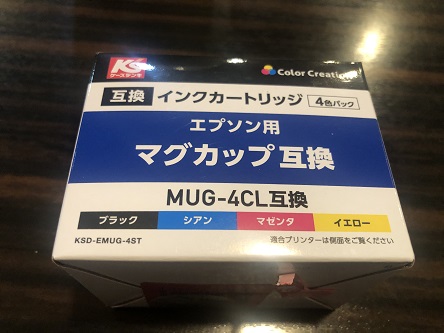 Ks
ケーズデンキ
Color Creation
互換 インクカートリッジ 4色パック
エプソン用
マグカップ互換
MUG-4CL互換
ブラック シアン マゼンタ イエロー
KSD-EMUG-4ST 適合プリンターは側面をご覧ください